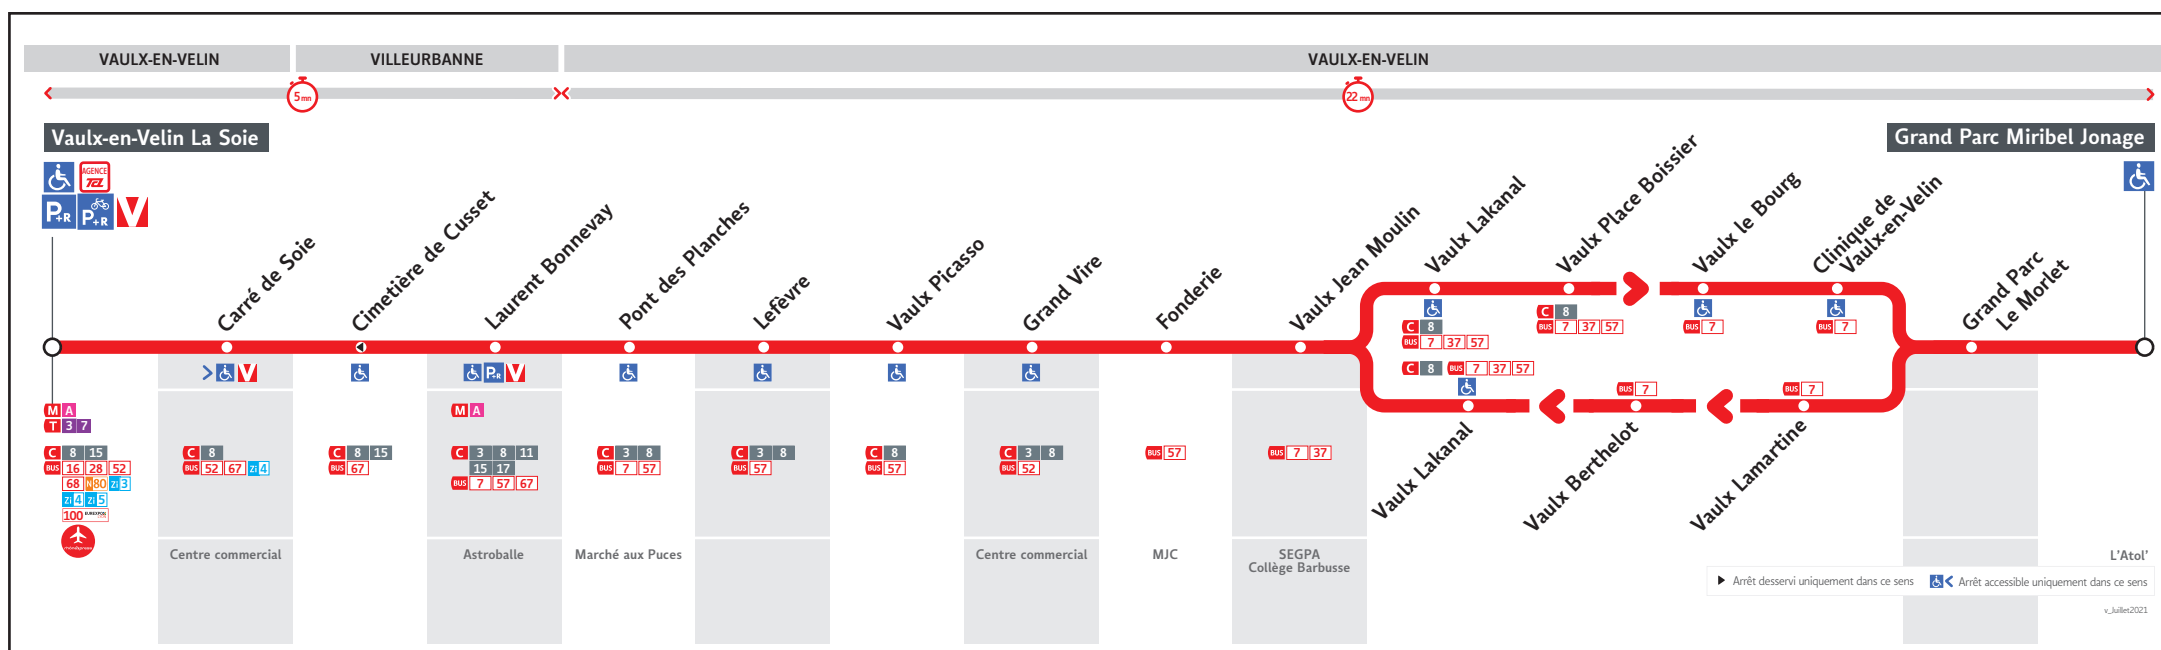 VAULX-EN-VELIN
VILLEURBANNE
VAULX-EN-VELIN
5 mn
22 mn
Vaulx-en-Velin La Soie
Grand Parc Miribel Jonage
AGENCE
TCL
P+R
P+R
V
Carré de Soie
Cimetière de Cusset
Laurent Bonnevay
Pont des Planches
Lefèvre
Vaulx Picasso
Grand Vire
Fonderie
Vaulx Jean Moulin
Vaulx Lakanal
Vaulx Place Boissier
Vaulx le Bourg
Clinique de
Vaulx-en-Velin
Grand Parc
Le Morlet
C 8
BUS 7 37 57
C 8
BUS 7 37 57
BUS 7
BUS 7
C 8 BUS 7 37 57
BUS 7
BUS 7
Vaulx Lakanal
Vaulx Berthelot
Vaulx Lamartine
V
P+R V
M A
T 3 7
C 8 15
BUS 16 28 52
68 N80 Zi 3
Zi 4 Zi 5
100 EUREXPO
rhônexpress
C 8
BUS 52 67 Zi 4
C 8 15
BUS 67
M A
C 3 8 11
15 17
BUS 7 57 67
C 3 8
BUS 7 57
C 3 8
BUS 57
C 8
BUS 57
C 3 8
BUS 52
BUS 57
BUS 7 37
Centre commercial
Astroballe
Marché aux Puces
Centre commercial
MJC
SEGPA
Collège Barbusse
L'Atol'
Arrêt desservi uniquement dans ce sens
Arrêt accessible uniquement dans ce sens
v_Juillet2021